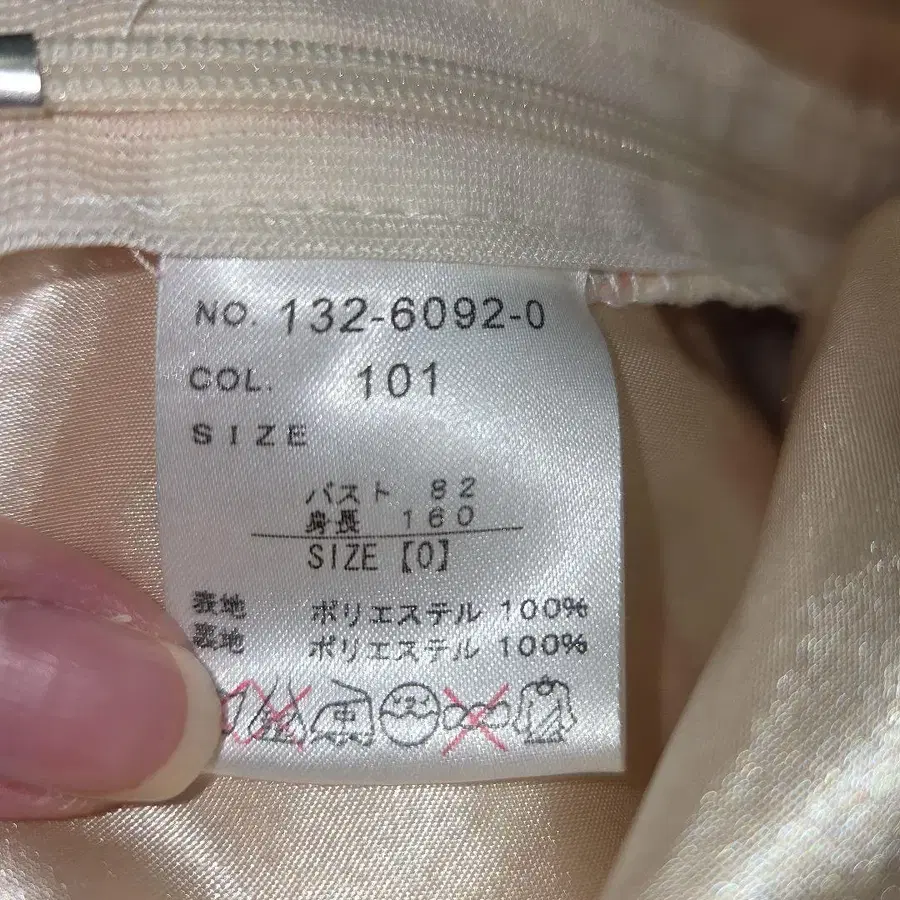 NO. 132-6092-0
COL. 101
SIZE
バスト 82
身長 160
SIZE【0】
表地 ポリエステル 100%
裏地 ポリエステル 100%
中